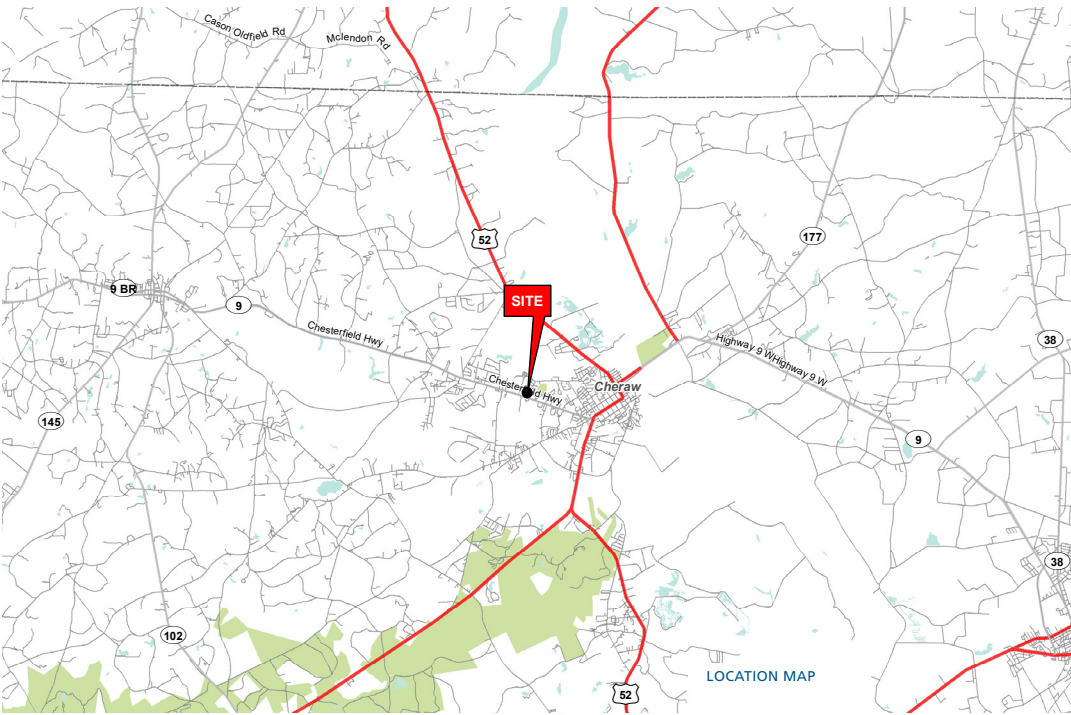 Cason Oldfield Rd
Mclendon Rd
52
177
9 BR
SITE
9
Chesterfield Hwy
38
Highway 9 W
Highway 9 W
Chesterfield Hwy
Cheraw
145
9
38
102
LOCATION MAP
52